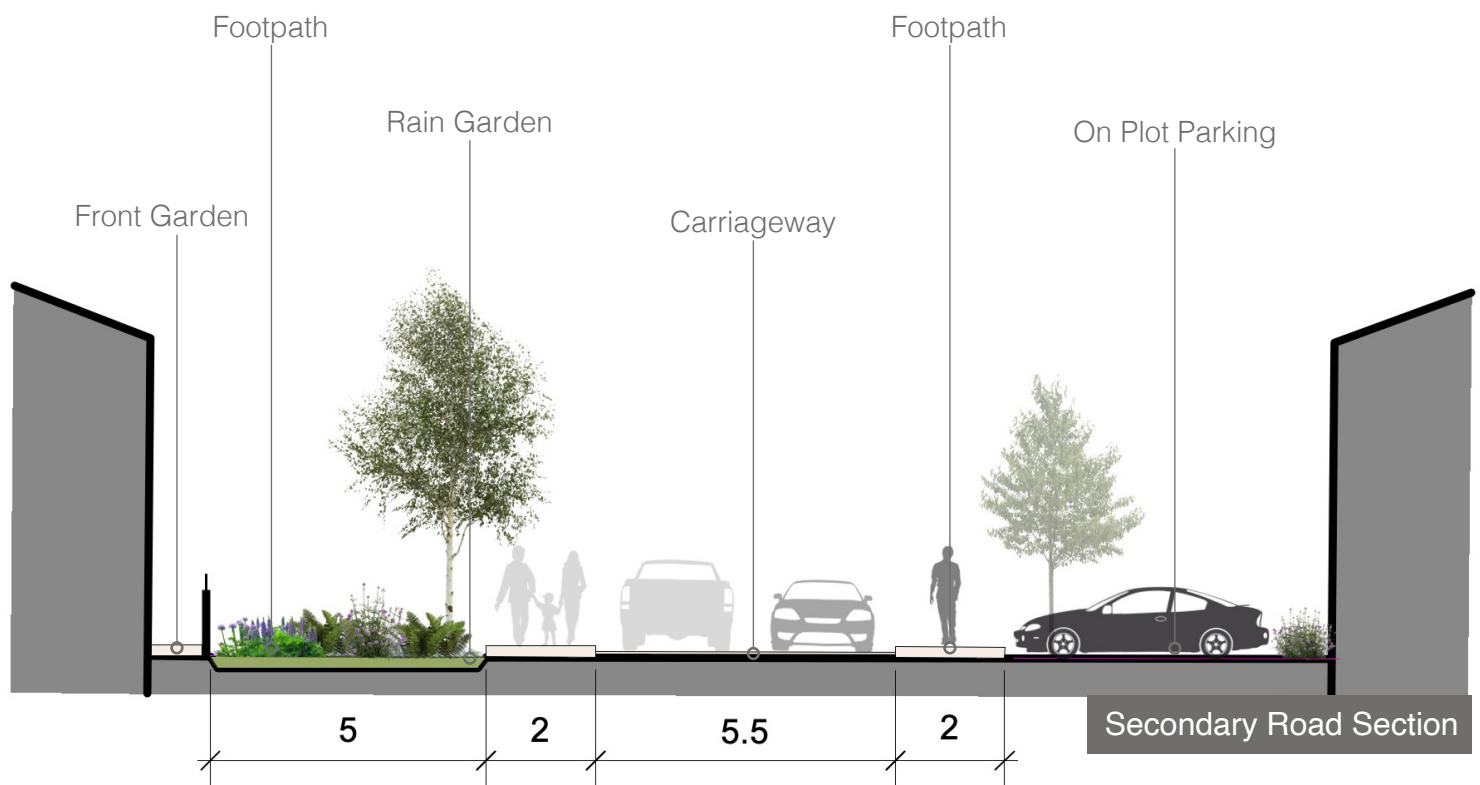 Footpath
Footpath
Rain Garden
On Plot Parking
Front Garden
Carriageway
5
2
5.5
2
Secondary Road Section